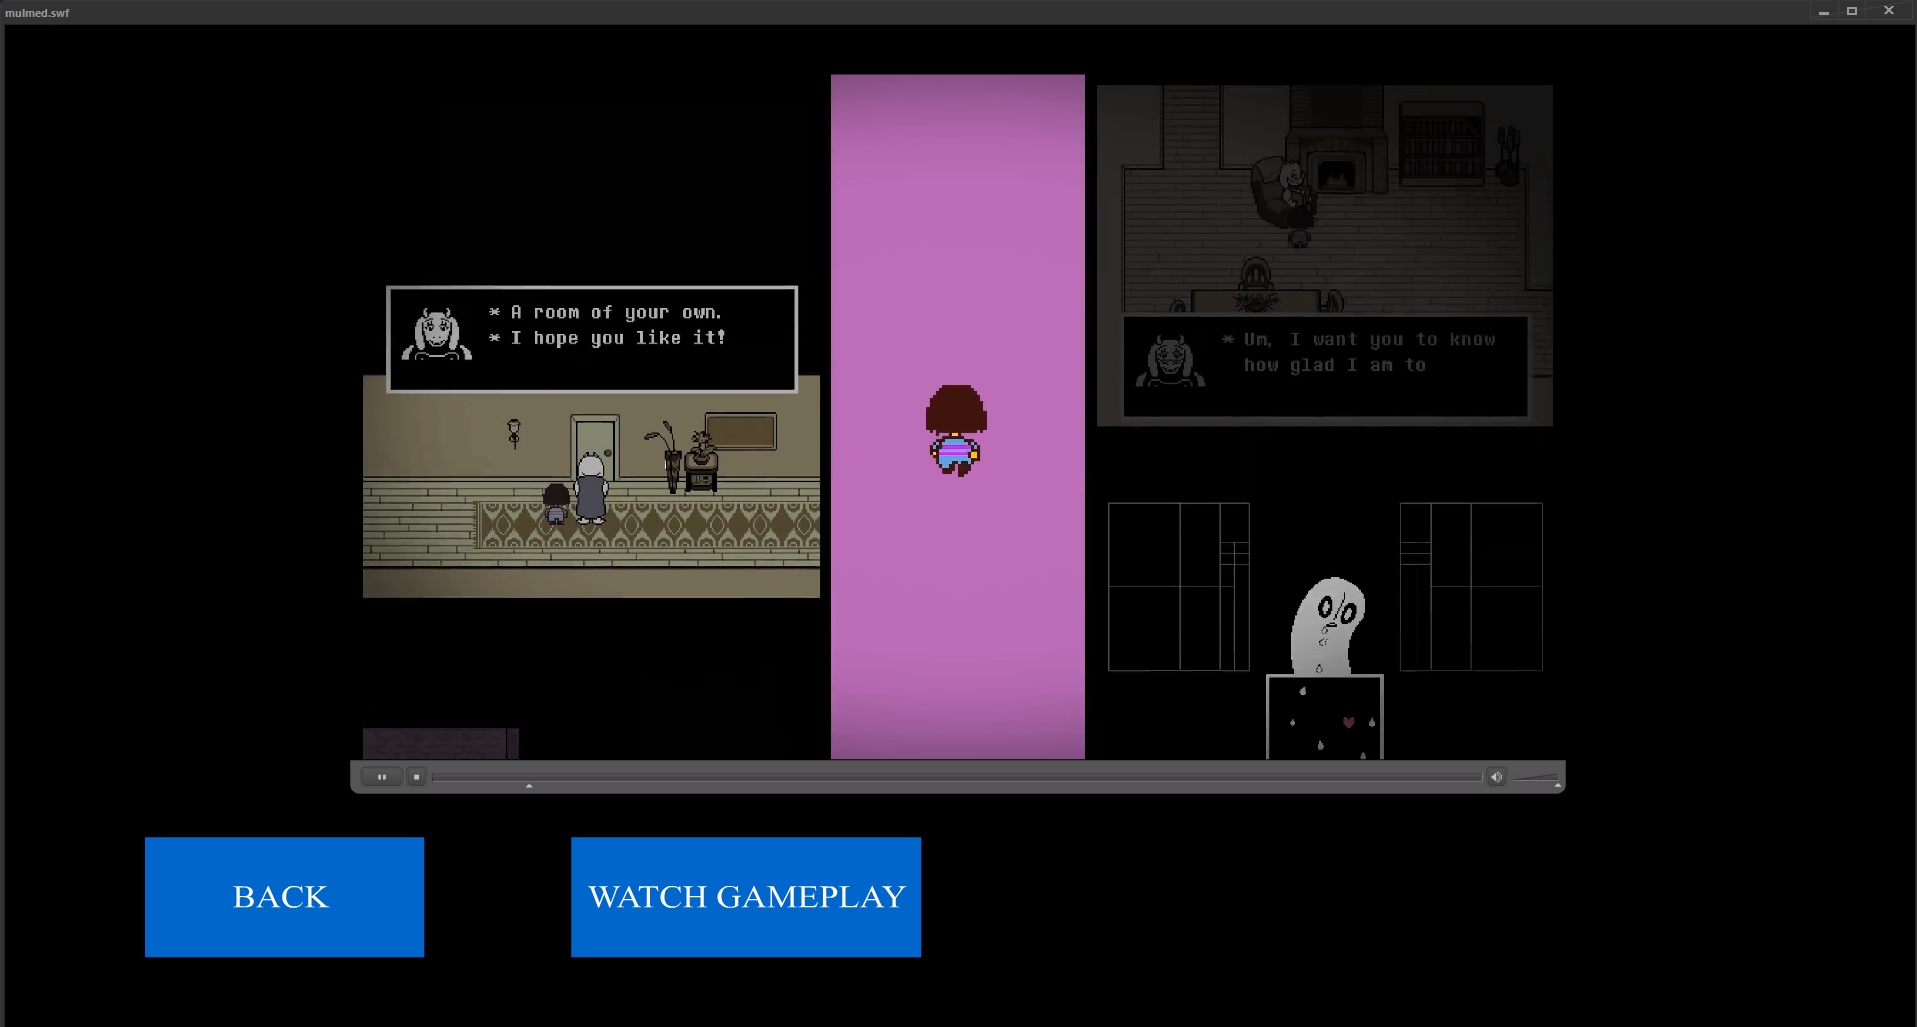 mulmed.swf
* A room of your own.
* I hope you like it!
* Um, I want you to know
how glad I am to
BACK
WATCH GAMEPLAY